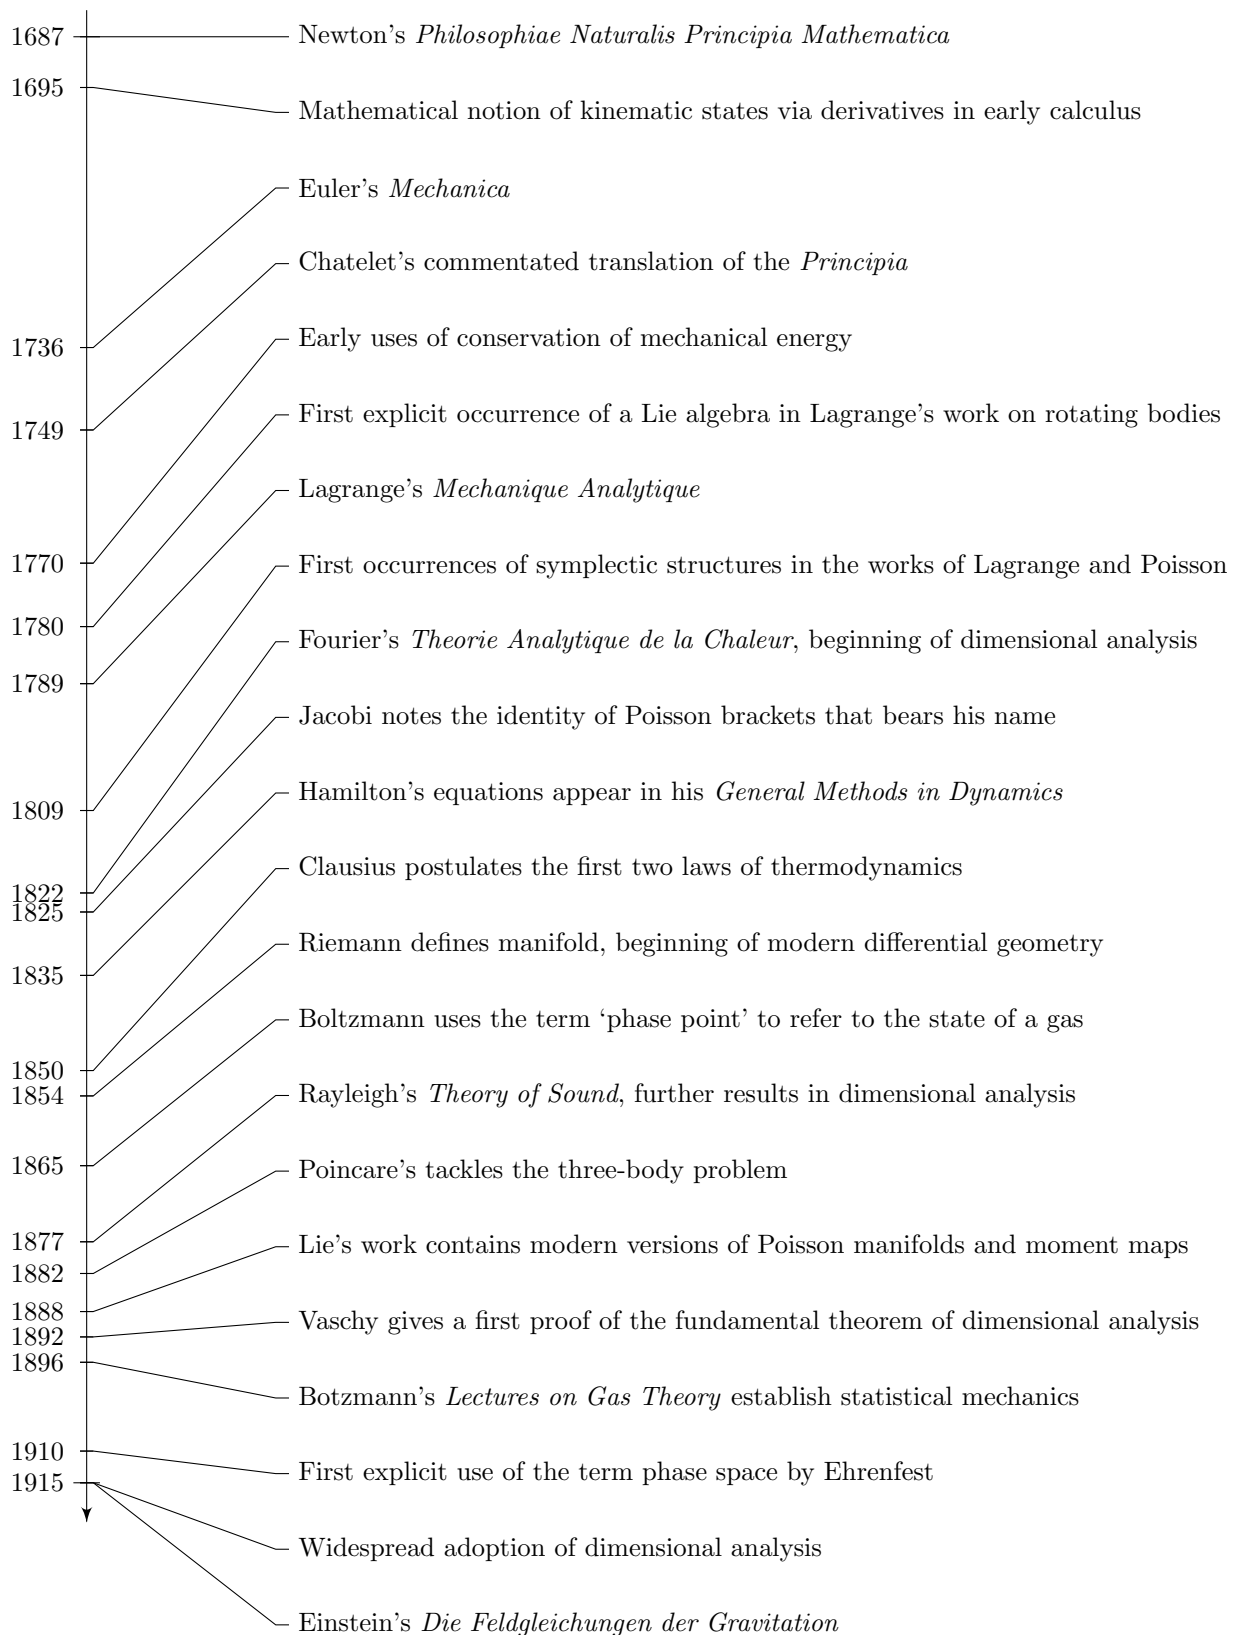 1687 Newton's Philosophiae Naturalis Principia Mathematica
1695 Mathematical notion of kinematic states via derivatives in early calculus
1736 Euler's Mechanica
1749 Chatelet's commentated translation of the Principia
1770 Early uses of conservation of mechanical energy
1780 First explicit occurrence of a Lie algebra in Lagrange's work on rotating bodies
1789 Lagrange's Mechanique Analytique
1809 First occurrences of symplectic structures in the works of Lagrange and Poisson
1822 Fourier's Theorie Analytique de la Chaleur, beginning of dimensional analysis
1825 Jacobi notes the identity of Poisson brackets that bears his name
1835 Hamilton's equations appear in his General Methods in Dynamics
1850 Clausius postulates the first two laws of thermodynamics
1854 Riemann defines manifold, beginning of modern differential geometry
1865 Boltzmann uses the term ‘phase point’ to refer to the state of a gas
1877 Rayleigh's Theory of Sound, further results in dimensional analysis
1882 Poincare's tackles the three-body problem
1888 Lie's work contains modern versions of Poisson manifolds and moment maps
1892 Vaschy gives a first proof of the fundamental theorem of dimensional analysis
1896 Botzmann's Lectures on Gas Theory establish statistical mechanics
1910 First explicit use of the term phase space by Ehrenfest
1915 Widespread adoption of dimensional analysis
Einstein's Die Feldgleichungen der Gravitation